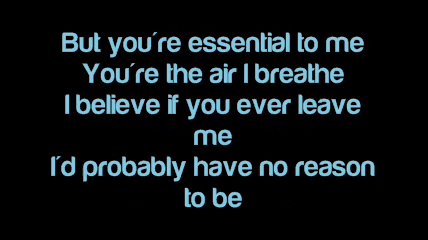 But you're essential to me
You're the air I breathe
I believe if you ever leave
me
I'd probably have no reason
to be